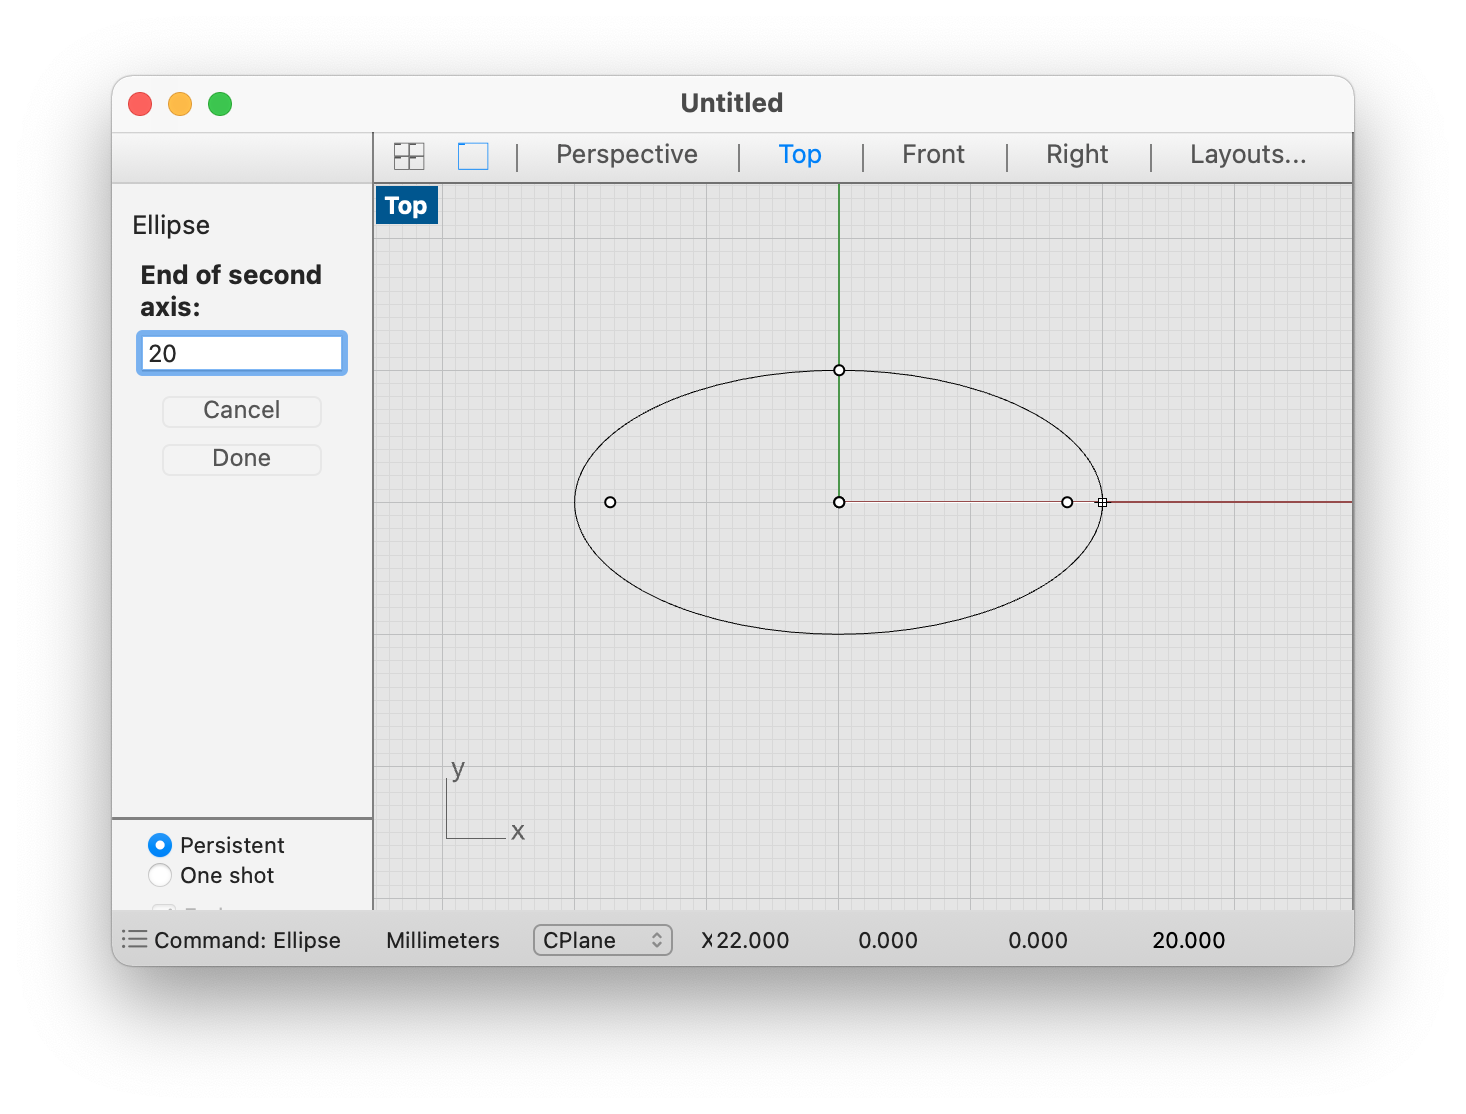 Untitled
Perspective | Top | Front | Right | Layouts...
Top
Ellipse
End of second
axis:
20
Cancel
Done
y
x
Persistent
One shot
Command: Ellipse Millimeters CPlane X 22.000 0.000 0.000 20.000